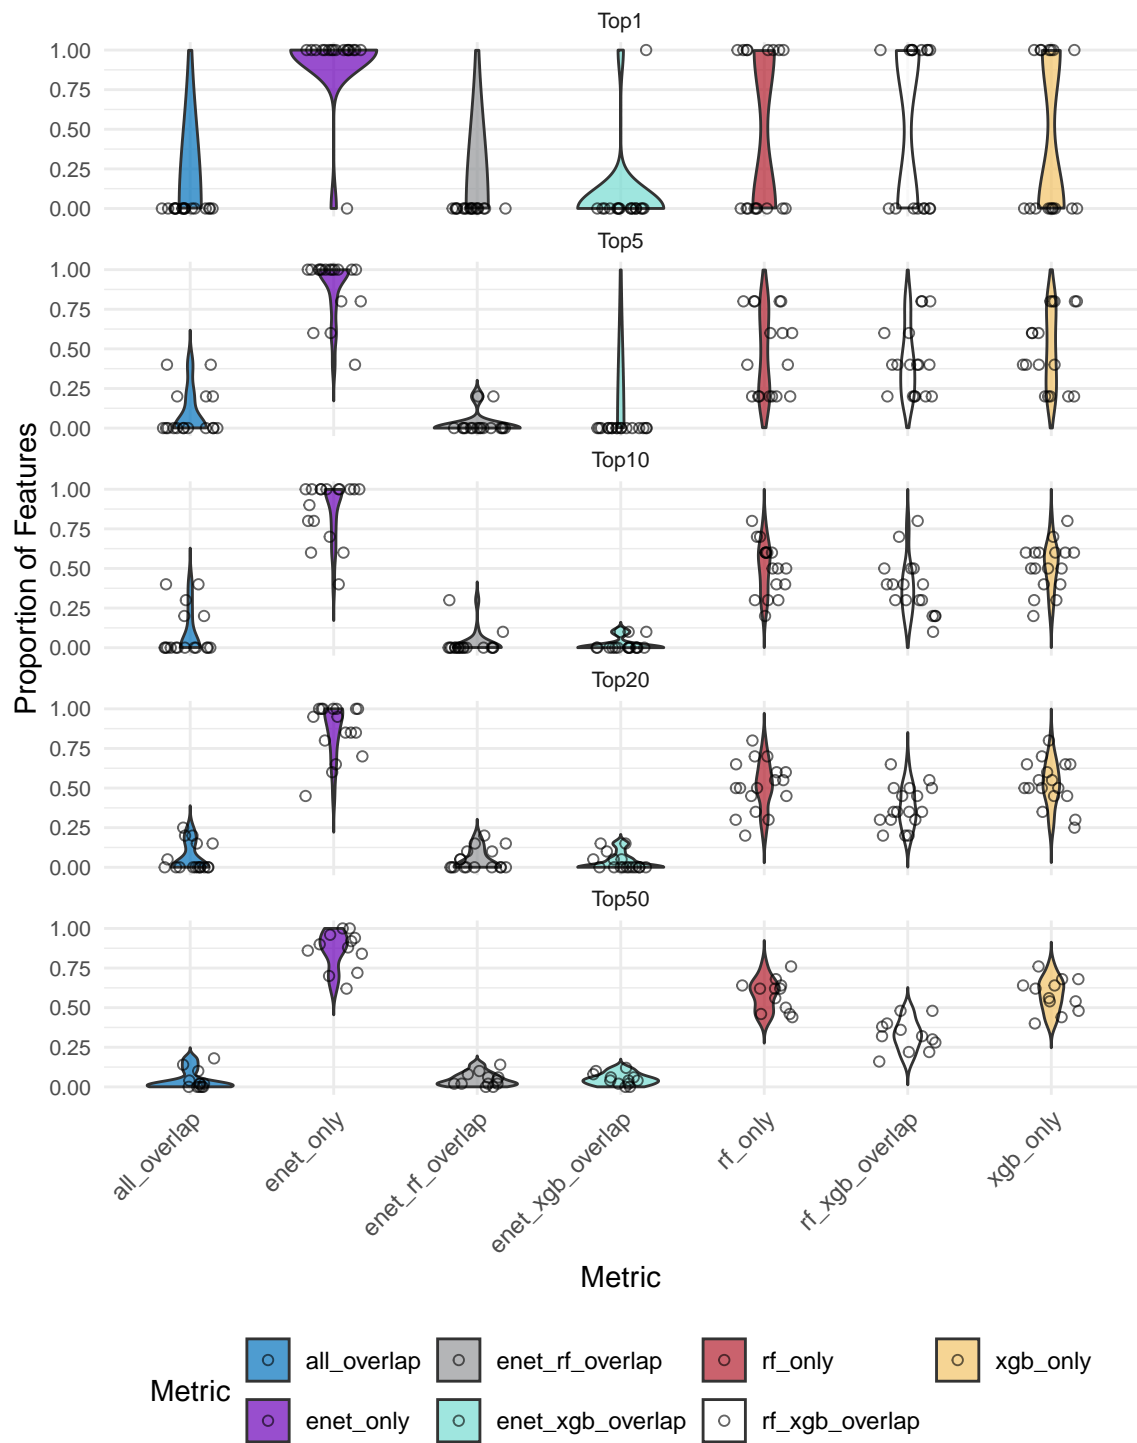 Top1
1.00
0.75
0.50
0.25
0.00
Top5
1.00
0.75
0.50
0.25
0.00
Top10
1.00
0.75
0.50
0.25
0.00
Top20
1.00
0.75
0.50
0.25
0.00
Top50
1.00
0.75
0.50
0.25
0.00
Proportion of Features
all_overlap
enet_only
enet_rf_overlap
enet_xgb_overlap
rf_only
rf_xgb_overlap
xgb_only
Metric
Metric
all_overlap
enet_rf_overlap
rf_only
xgb_only
enet_only
enet_xgb_overlap
rf_xgb_overlap